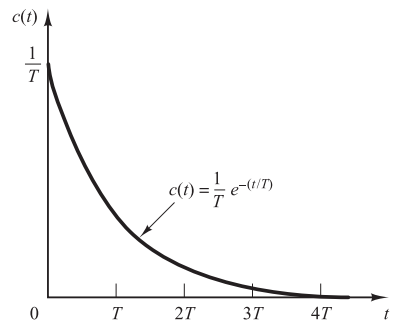 c(t)
1/T
c(t) = 1/T e^−(t/T)
0 T 2T 3T 4T t